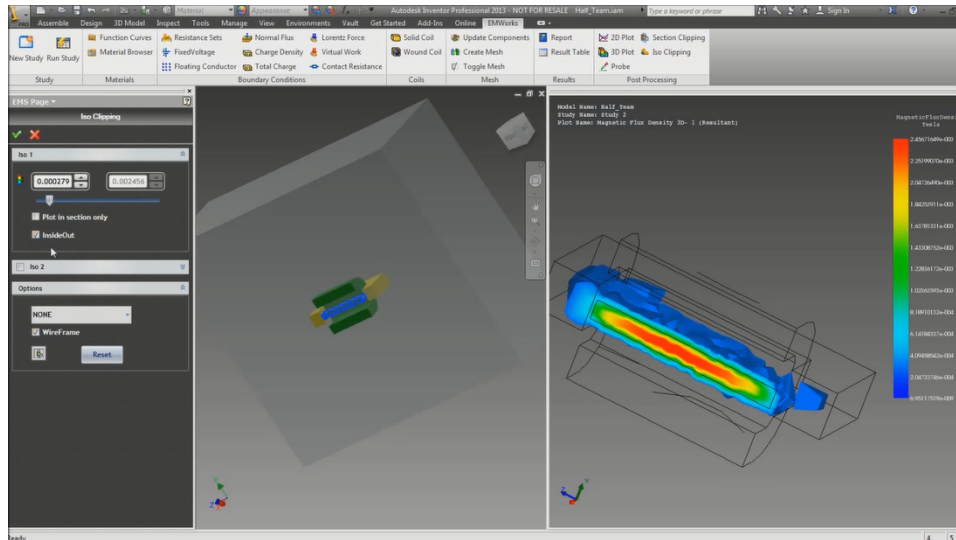 Material
Appearance
Autodesk Inventor Professional 2013 - NOT FOR RESALE Half_Team.iam
Type a keyword or phrase
Sign In
PRO
Assemble Design 3D Model Inspect Tools Manage View Environments Vault Get Started Add-Ins Online EMWorks
New Study
Run Study
Study
Function Curves
Material Browser
Materials
Resistance Sets Normal Flux Lorentz Force
FixedVoltage Charge Density Virtual Work
Floating Conductor Total Charge Contact Resistance
Boundary Conditions
Solid Coil
Wound Coil
Coils
Update Components
Create Mesh
Toggle Mesh
Mesh
Report
Result Table
Results
2D Plot Section Clipping
3D Plot Iso Clipping
Probe
Post Processing
EMS Page
Iso Clipping
Iso 1
0.000279 0.002456
Plot in section only
InsideOut
Iso 2
Options
NONE
WireFrame
Reset
Model Name: Half_Team
Study Name: Study 2
Plot Name: Magnetic Flux Density 3D- 1 (Resultant)
MagneticFluxDens
Tesla
Z
Y
Ready
4 5